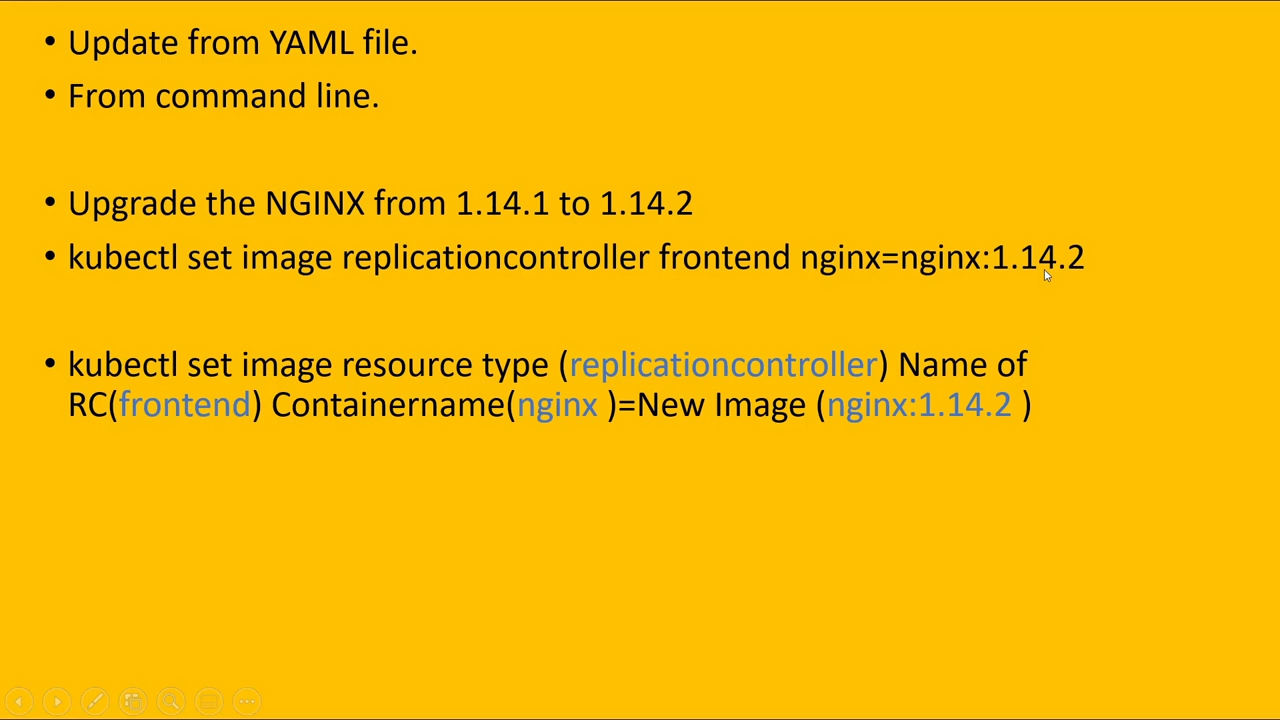 • Update from YAML file.
• From command line.
• Upgrade the NGINX from 1.14.1 to 1.14.2
• kubectl set image replicationcontroller frontend nginx=nginx:1.14.2
• kubectl set image resource type (replicationcontroller) Name of
RC(frontend) Containername(nginx )=New Image (nginx:1.14.2 )